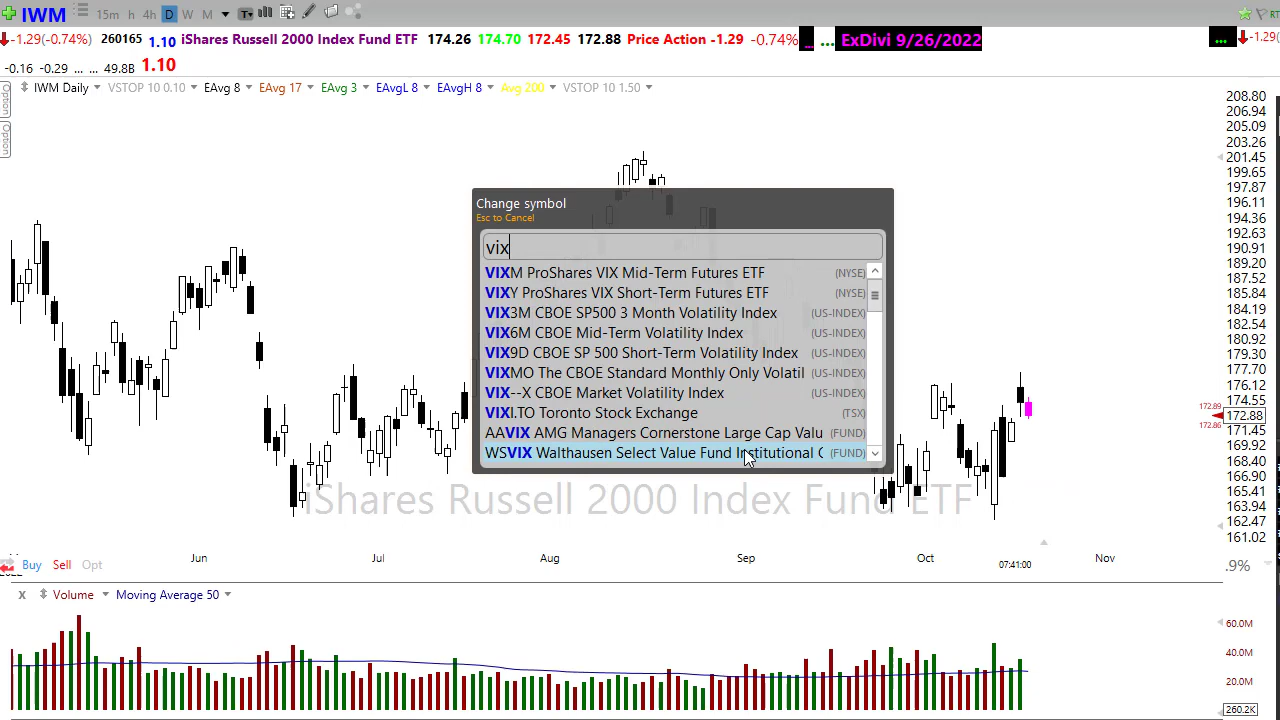 IWM 15m h 4h D W M T RT
-1.29(-0.74%) 260165 1.10 iShares Russell 2000 Index Fund ETF 174.26 174.70 172.45 172.88 Price Action -1.29 -0.74% ... ... ExDivi 9/26/2022 ... -1.29(
-0.16 -0.29 ... ... 49.8B 1.10
IWM Daily VSTOP 10 0.10 EAvg 8 EAvg 17 EAvg 3 EAvgL 8 EAvgH 8 Avg 200 VSTOP 10 1.50
Option
Option
208.80
206.94
205.09
203.26
201.45
199.65
197.87
196.11
194.36
192.63
190.91
189.20
187.52
185.84
184.19
182.54
180.92
179.30
177.70
176.12
174.55
172.89
172.88
172.86
171.45
169.92
168.40
166.90
165.41
163.93
162.47
161.02
Change symbol
Esc to Cancel
vix
VIXM ProShares VIX Mid-Term Futures ETF (NYSE)
VIXY ProShares VIX Short-Term Futures ETF (NYSE)
VIX3M CBOE SP500 3 Month Volatility Index (US-INDEX)
VIX6M CBOE Mid-Term Volatility Index (US-INDEX)
VIX9D CBOE SP 500 Short-Term Volatility Index (US-INDEX)
VIXMO The CBOE Standard Monthly Only Volatil (US-INDEX)
VIX--X CBOE Market Volatility Index (US-INDEX)
VIXI.TO Toronto Stock Exchange (TSX)
AAVIX AMG Managers Cornerstone Large Cap Valu (FUND)
WSVIX Walthausen Select Value Fund Institutional C (FUND)
iShares Russell 2000 Index Fund ETF
Jun Jul Aug Sep Oct Nov
Buy Sell Opt 07:41:00 .9%
X Volume Moving Average 50
60.0M
40.0M
20.0M
260.2K